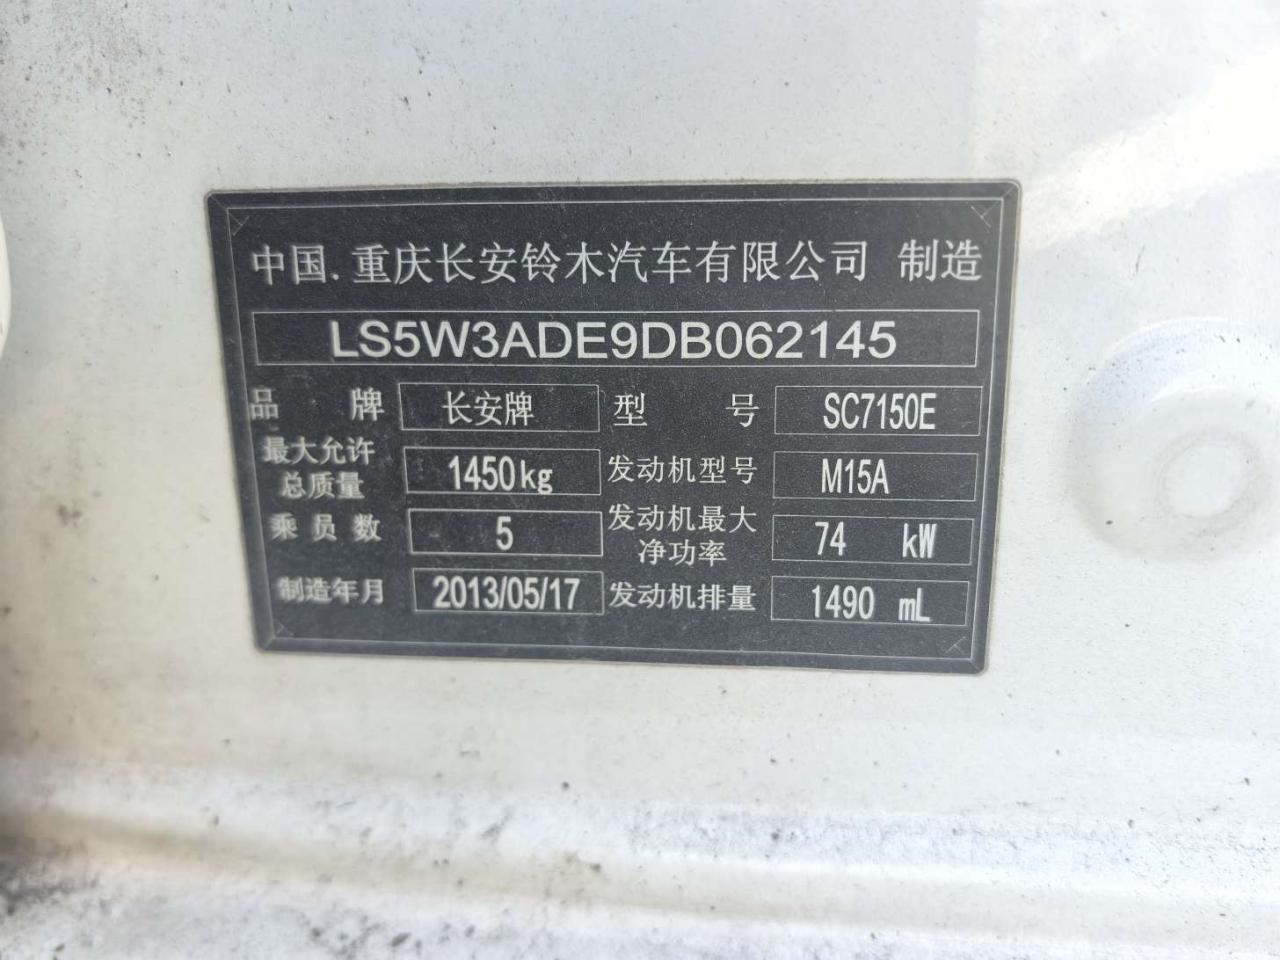 中国.重庆长安铃木汽车有限公司 制造
LS5W3ADE9DB062145
品 牌 长安牌 型 号 SC7150E
最大允许总质量 1450kg 发动机型号 M15A
乘员数 5 发动机最大净功率 74 kW
制造年月 2013/05/17 发动机排量 1490 mL